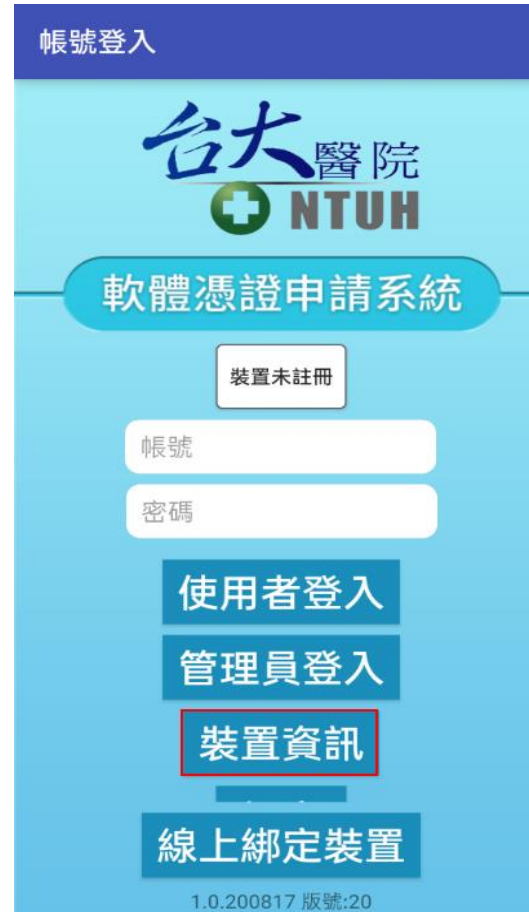 帳號登入
台大醫院
NTUH
軟體憑證申請系統
裝置未註冊
帳號
密碼
使用者登入
管理員登入
裝置資訊
線上綁定裝置
1.0.200817 版號:20